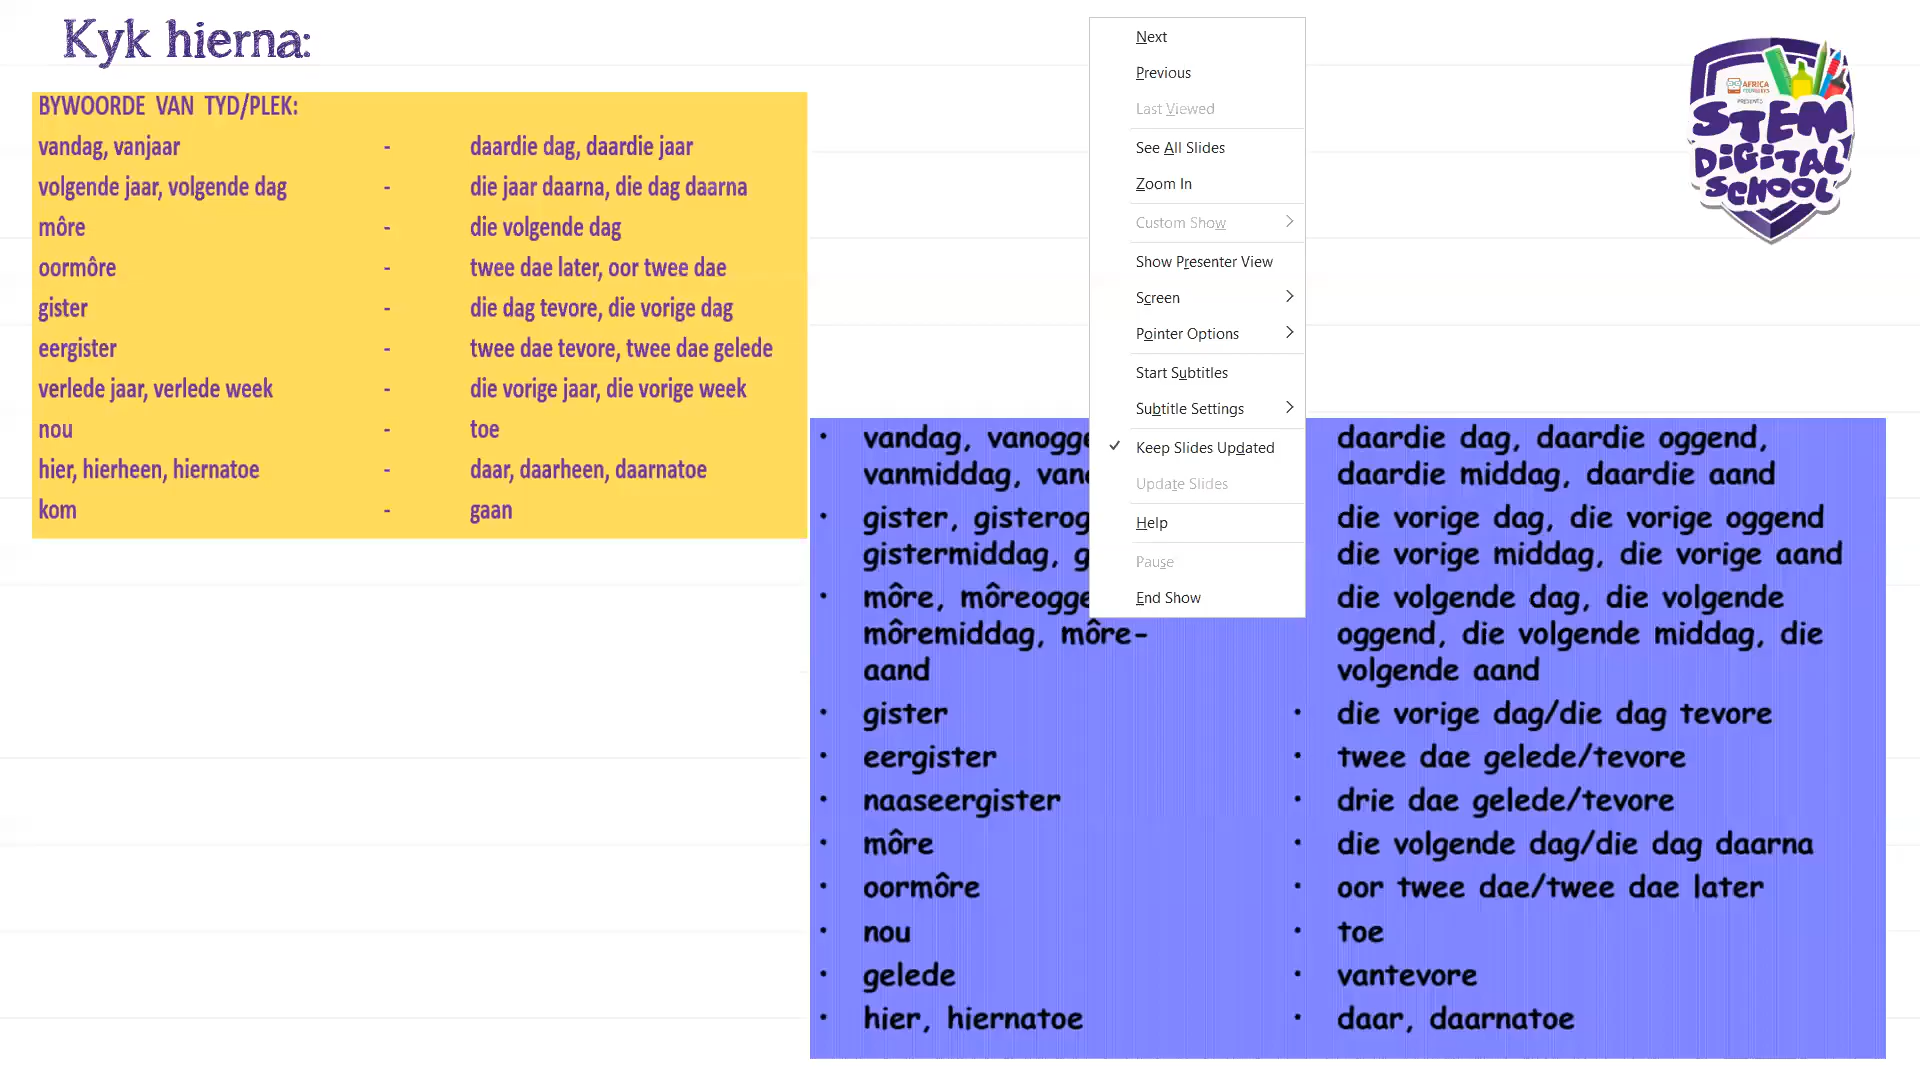 Kyk hierna:
BYWOORDE VAN TYD/PLEK:
vandag, vanjaar - daardie dag, daardie jaar
volgende jaar, volgende dag - die jaar daarna, die dag daarna
môre - die volgende dag
oormôre - twee dae later, oor twee dae
gister - die dag tevore, die vorige dag
eergister - twee dae tevore, twee dae gelede
verlede jaar, verlede week - die vorige jaar, die vorige week
nou - toe
hier, hierheen, hiernatoe - daar, daarheen, daarnatoe
kom - gaan
Next
Previous
Last Viewed
See All Slides
Zoom In
Custom Show
Show Presenter View
Screen
Pointer Options
Start Subtitles
Subtitle Settings
Keep Slides Updated
Update Slides
Help
Pause
End Show
AFRICA
PRESENTS
STEM
DIGITAL
SCHOOL
• vandag, daardie dag, daardie oggend,
vanmiddag, daardie middag, daardie aand
• gister, die vorige dag, die vorige oggend
gistermiddag, die vorige middag, die vorige aand
• môre, die volgende dag, die volgende
môremiddag, môre- oggend, die volgende middag, die
aand volgende aand
• gister • die vorige dag/die dag tevore
• eergister • twee dae gelede/tevore
• naaseergister • drie dae gelede/tevore
• môre • die volgende dag/die dag daarna
• oormôre • oor twee dae/twee dae later
• nou • toe
• gelede • vantevore
• hier, hiernatoe • daar, daarnatoe